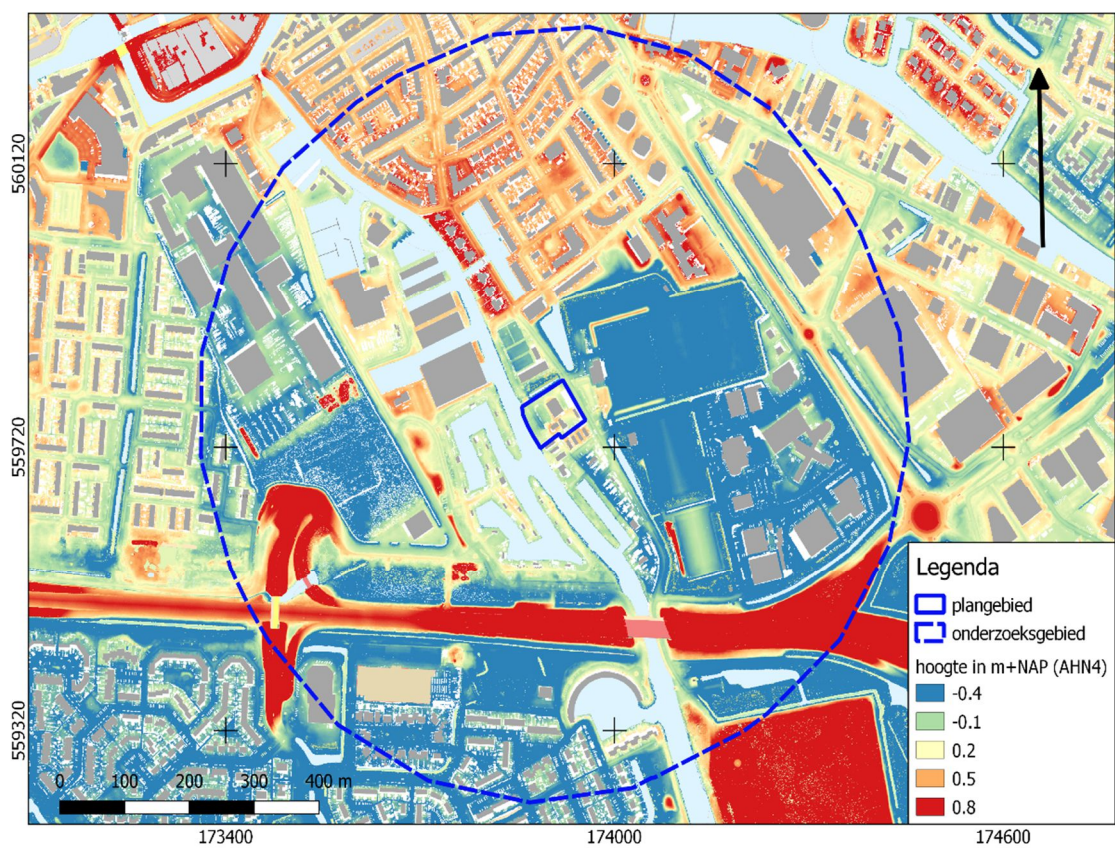 560120
559720
559320
Legenda
plangebied
onderzoeksgebied
hoogte in m+NAP (AHN4)
-0.4
-0.1
0.2
0.5
0.8
0 100 200 300 400 m
173400 174000 174600